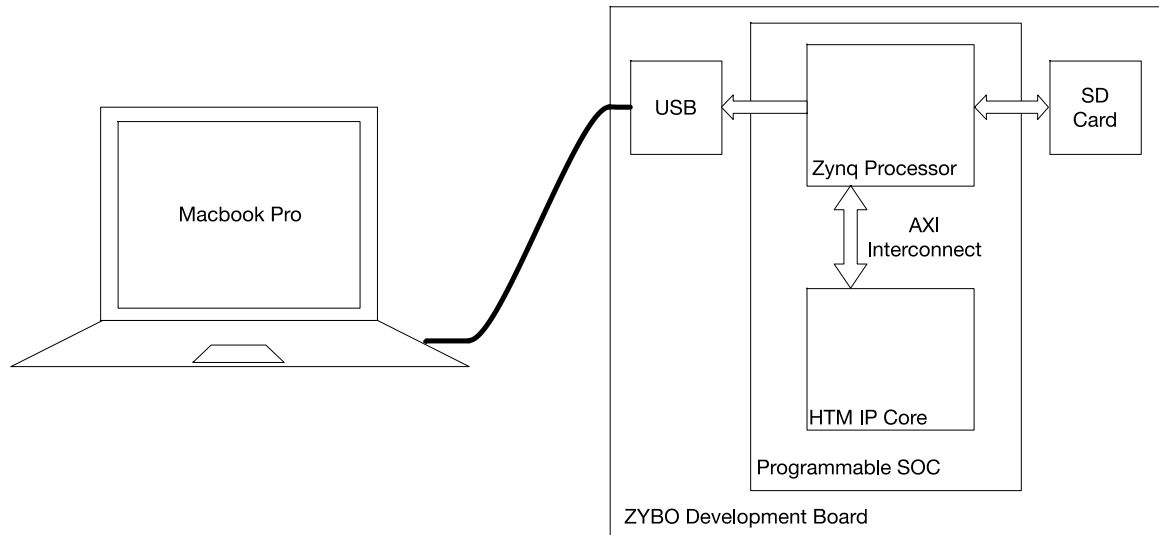 Macbook Pro
USB
Zynq Processor
SD
Card
AXI
Interconnect
HTM IP Core
Programmable SOC
ZYBO Development Board